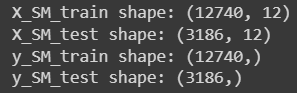 X_SM_train shape: (12740, 12)
X_SM_test shape: (3186, 12)
y_SM_train shape: (12740,)
y_SM_test shape: (3186,)